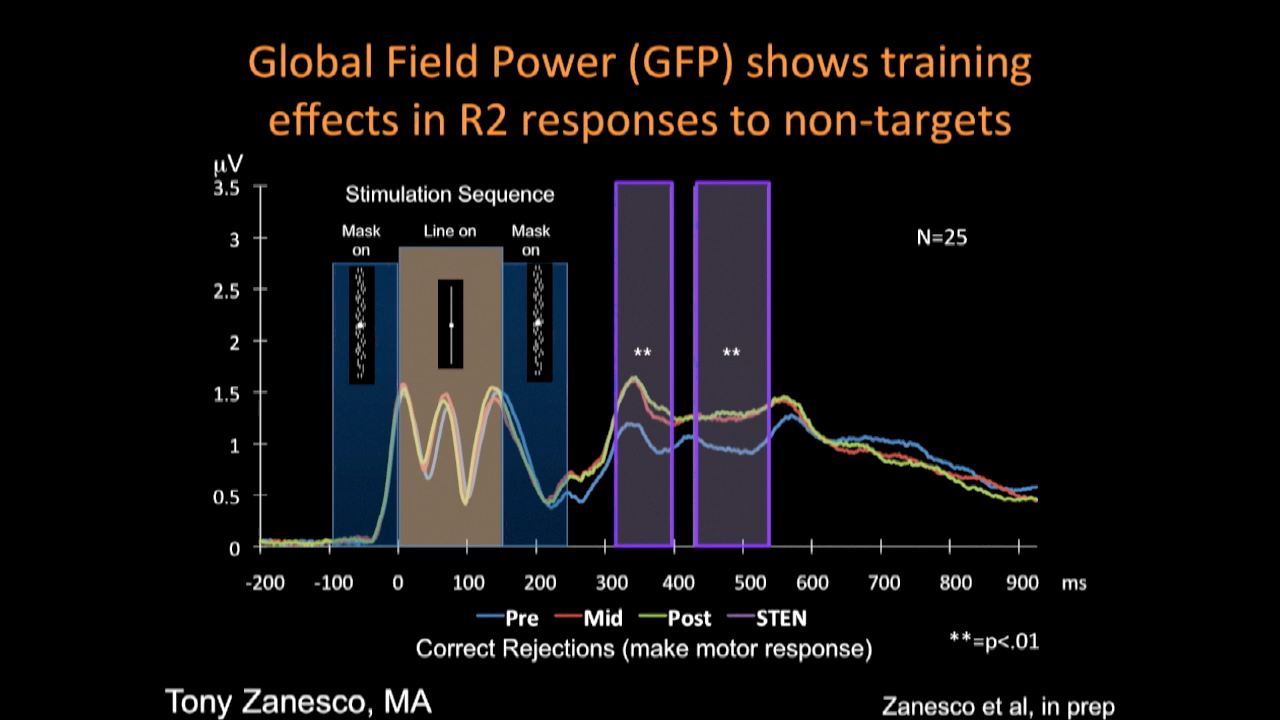 Global Field Power (GFP) shows training
effects in R2 responses to non-targets
μV
3.5
3
2.5
2
1.5
1
0.5
0
Stimulation Sequence
Mask on
Line on
Mask on
N=25
** **
-200 -100 0 100 200 300 400 500 600 700 800 900 ms
Pre Mid Post STEN
Correct Rejections (make motor response)
**=p<.01
Tony Zanesco, MA
Zanesco et al, in prep